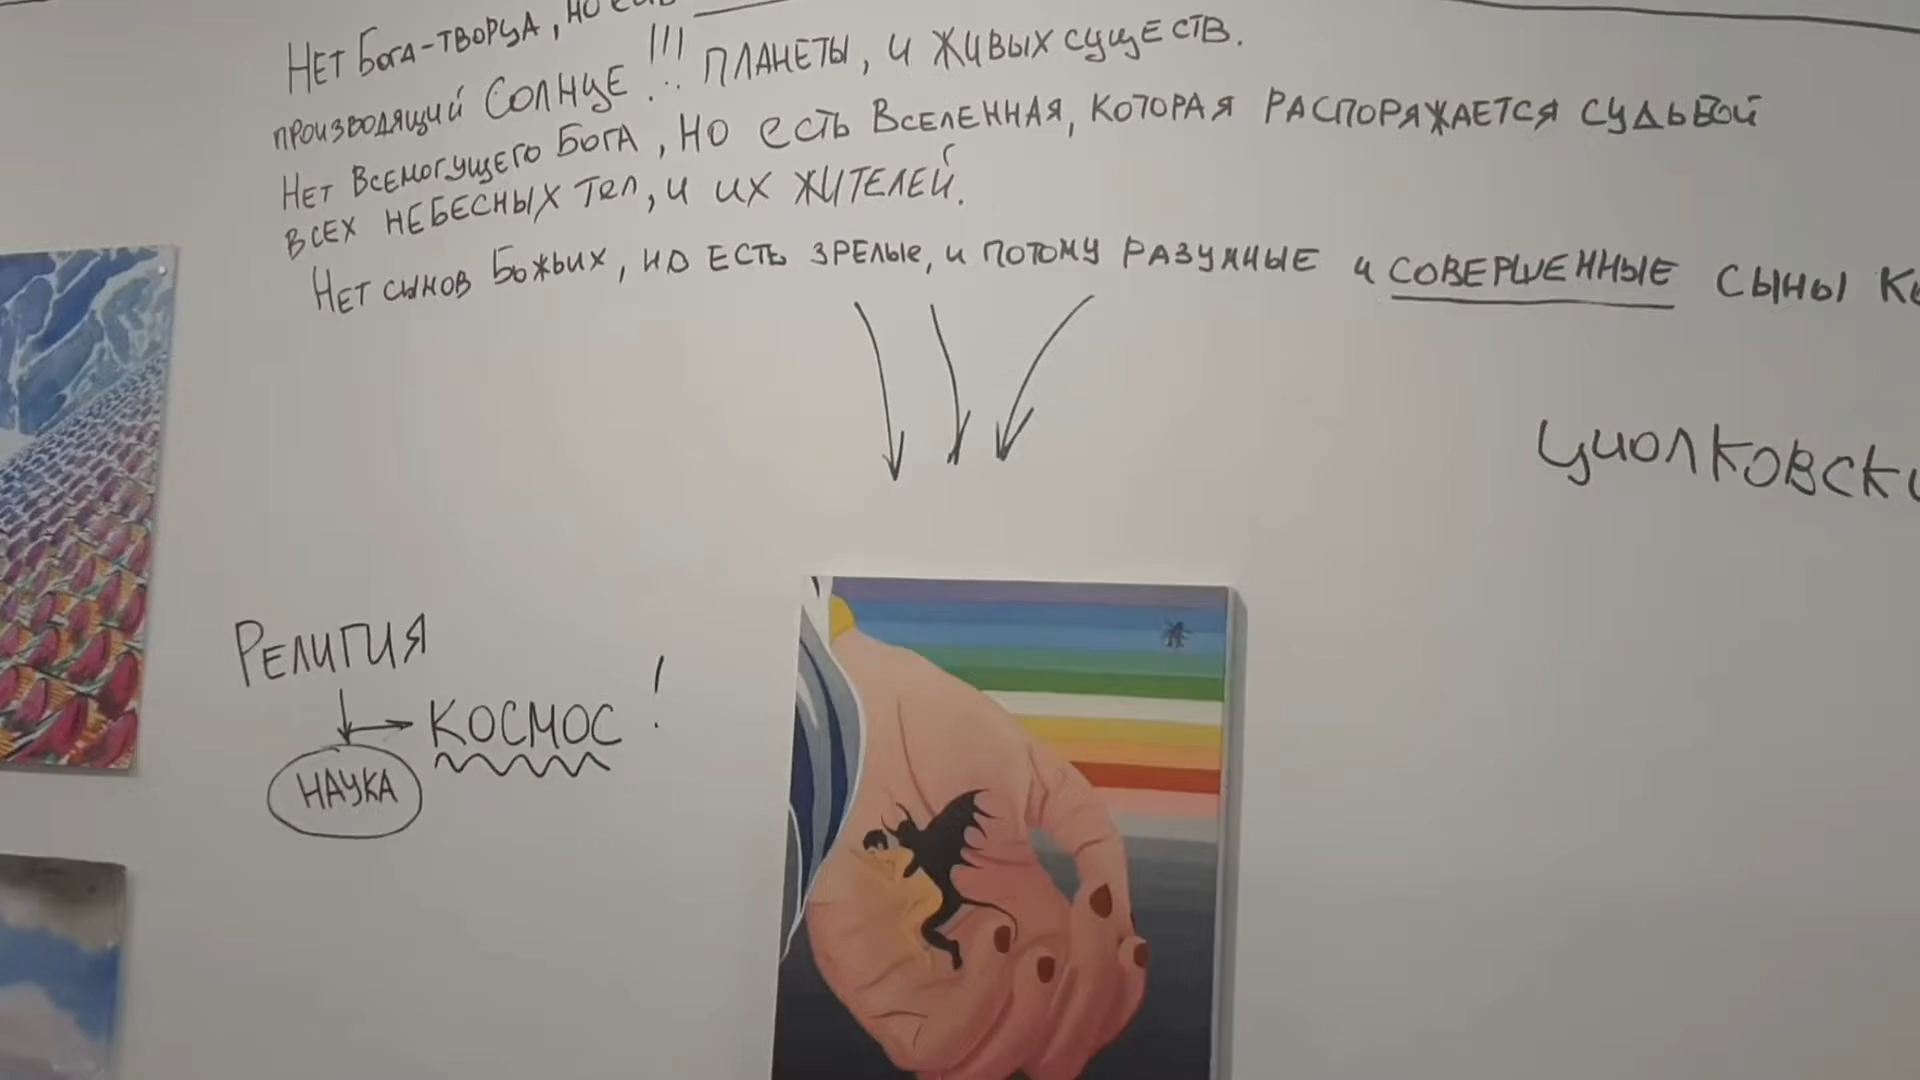 Нет Бога-творца, но
производящий Солнце!!! планеты, и живых существ.
Нет Всемогущего Бога, но есть Вселенная, которая распоряжается судьбой
всех небесных тел, и их жителей.
Нет сынов Божьих, но есть зрелые, и потому разумные и совершенные сыны
Религия
Космос!
наука